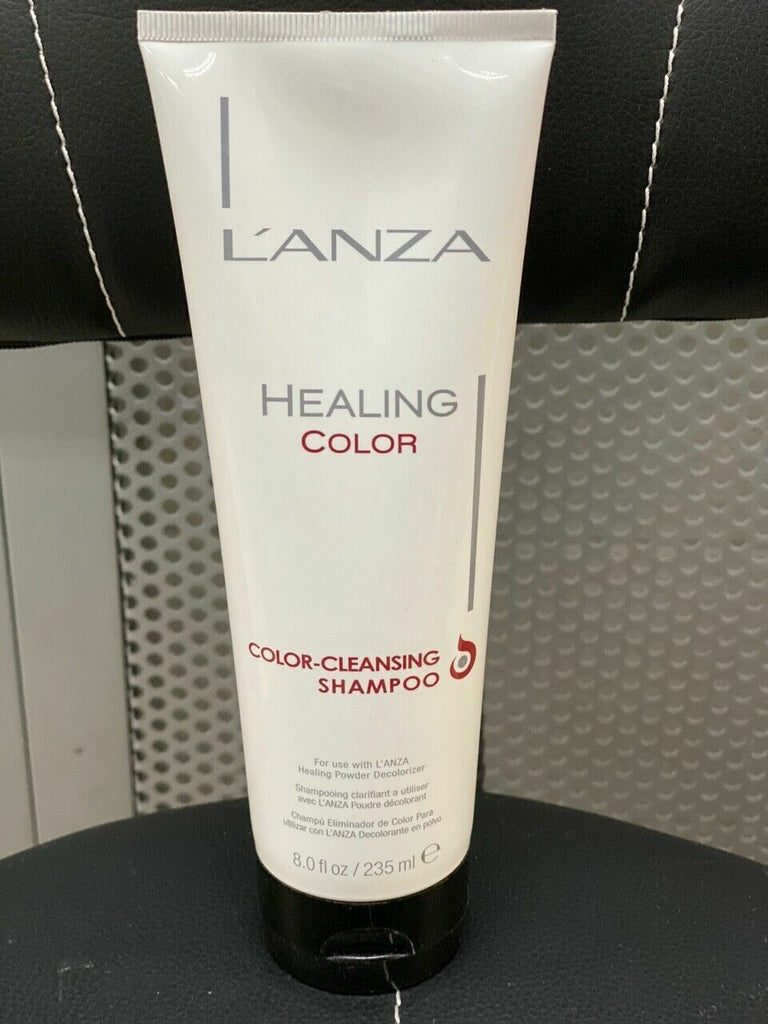 L'ANZA
HEALING
COLOR
COLOR-CLEANSING
SHAMPOO
For use with L'ANZA
Healing Powder Decolorizer
Shampooing clarifiant a utiliser
avec L'ANZA Poudre décolorant
Champú Eliminador de Color Para
utilizar con L'ANZA Decolorante en polvo
8.0 fl oz / 235 ml ℮